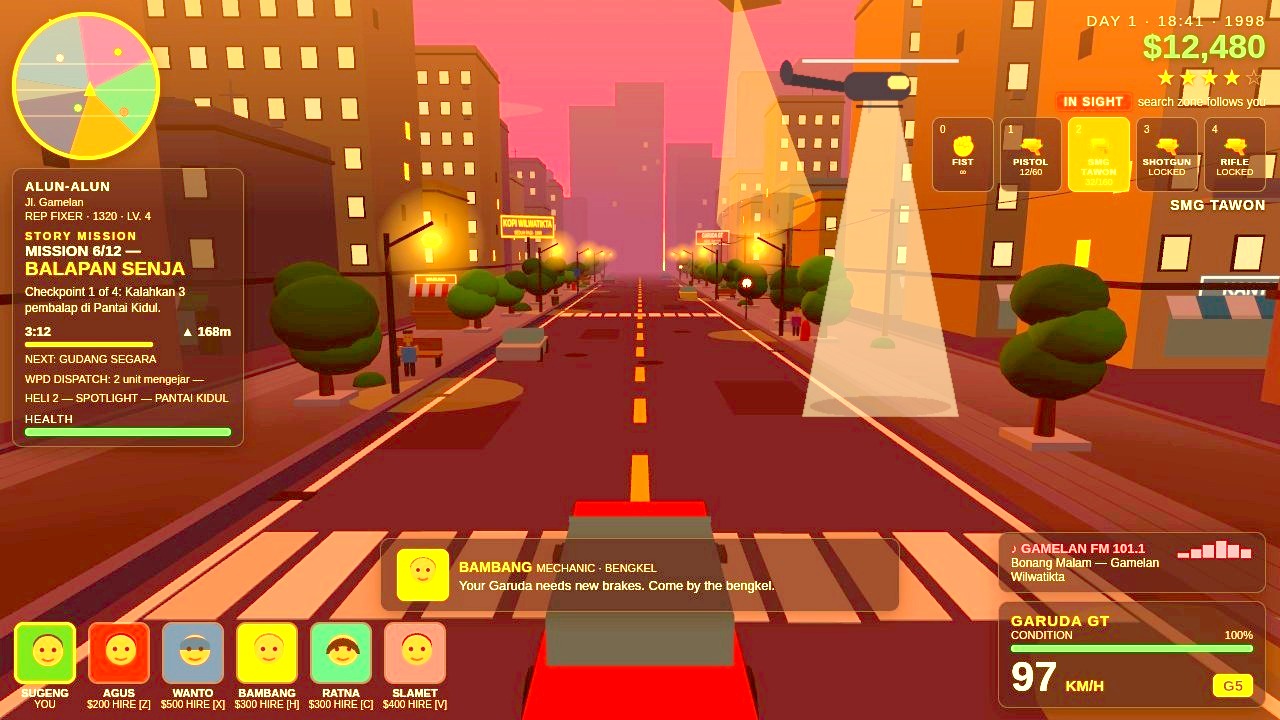 DAY 1 · 18:41 · 1998
$12,480
★★★★☆
IN SIGHT search zone follows you
0
FIST
∞
1
PISTOL
12/60
2
SMG TAWON
3
SHOTGUN
LOCKED
4
RIFLE
LOCKED
SMG TAWON
ALUN-ALUN
Jl. Gamelan
REP FIXER · 1320 · LV. 4
STORY MISSION
MISSION 6/12 —
BALAPAN SENJA
Checkpoint 1 of 4: Kalahkan 3
pembalap di Pantai Kidul.
3:12 ▲ 168m
NEXT: GUDANG SEGARA
WPD DISPATCH: 2 unit mengejar —
HELI 2 — SPOTLIGHT — PANTAI KIDUL
HEALTH
KOPI WILWATIKTA
GARUDA GT
BAMBANG MECHANIC · BENGKEL
Your Garuda needs new brakes. Come by the bengkel.
♪ GAMELAN FM 101.1
Bonang Malam — Gamelan
Wilwatikta
GARUDA GT
CONDITION 100%
97 KM/H G5
SUGENG
YOU
AGUS
$200 HIRE [Z]
WANTO
$500 HIRE [X]
BAMBANG
$300 HIRE [H]
RATNA
$300 HIRE [C]
SLAMET
$400 HIRE [V]